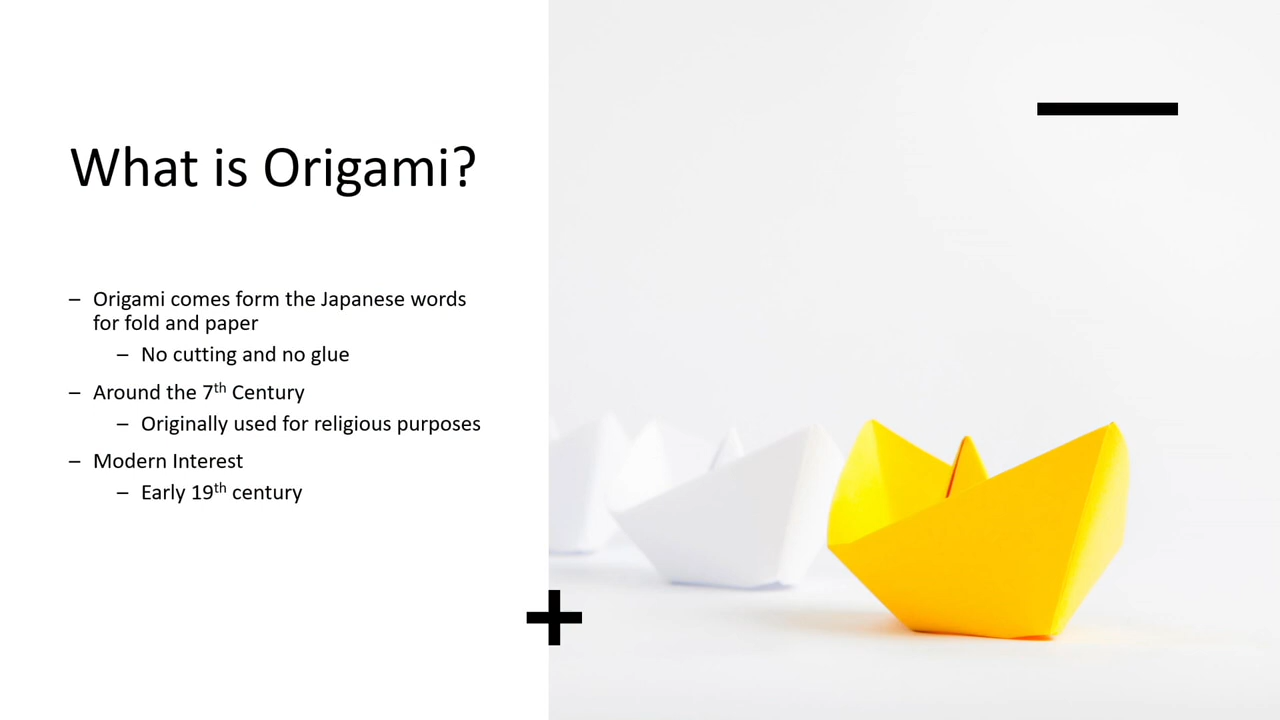 What is Origami?
– Origami comes form the Japanese words
for fold and paper
– No cutting and no glue
– Around the 7th Century
– Originally used for religious purposes
– Modern Interest
– Early 19th century